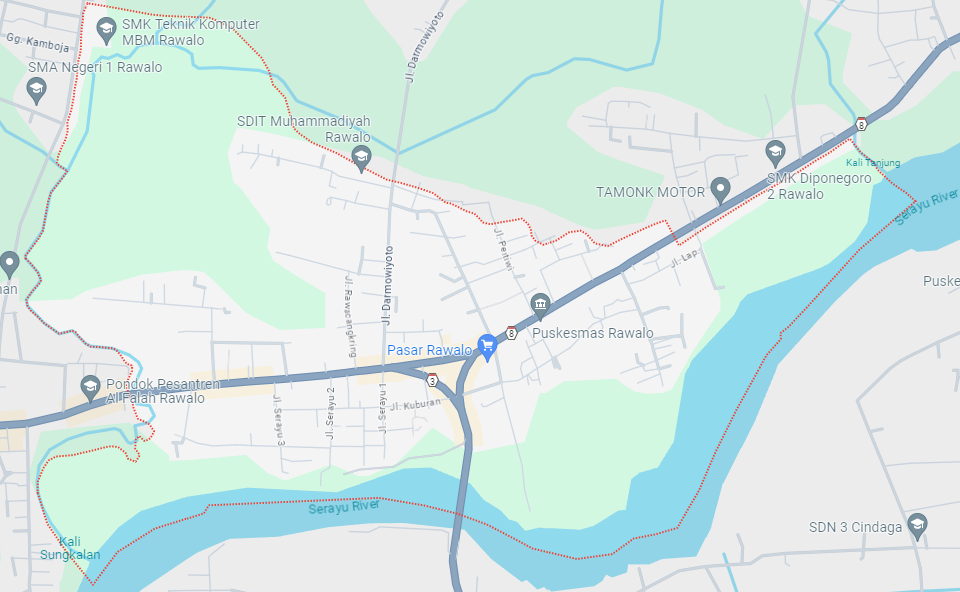 SMK Teknik Komputer
MBM Rawalo
Gg. Kamboja
SMA Negeri 1 Rawalo
Jl. Darmowiyoto
SDIT Muhammadiyah
Rawalo
8
Kali Tanjung
SMK Diponegoro
2 Rawalo
TAMONK MOTOR
Serayu River
Jl. Pertiwi
Jl. Lap.
Jl. Darmowiyoto
Jl. Rawacangkring
Puskesmas Rawalo
8
Pasar Rawalo
3
Pondok Pesantren
Al Falah Rawalo
Jl. Serayu 3
Jl. Serayu 2
Jl. Serayu 1
Jl. Kuburan
Serayu River
Kali
Sungkalan
SDN 3 Cindaga